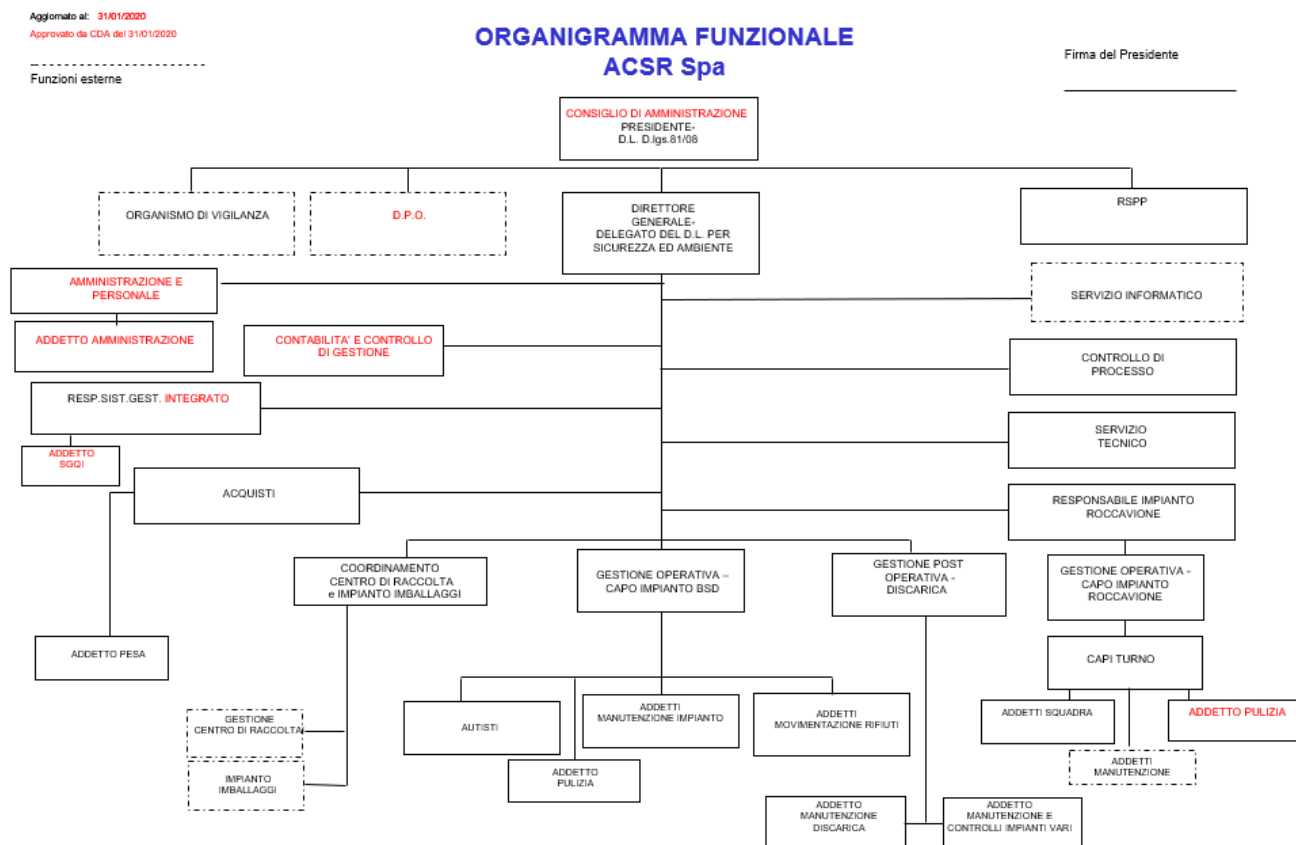 Aggiornato al: 31/01/2020
Approvato da CDA del 31/01/2020
Funzioni esterne
ORGANIGRAMMA FUNZIONALE
ACSR Spa
Firma del Presidente
CONSIGLIO DI AMMINISTRAZIONE
PRESIDENTE-
D.L. D.lgs.81/08
ORGANISMO DI VIGILANZA
D.P.O.
DIRETTORE
GENERALE-
DELEGATO DEL D.L. PER
SICUREZZA ED AMBIENTE
RSPP
AMMINISTRAZIONE E
PERSONALE
SERVIZIO INFORMATICO
ADDETTO AMMINISTRAZIONE
CONTABILITA' E CONTROLLO
DI GESTIONE
CONTROLLO DI
PROCESSO
RESP.SIST.GEST. INTEGRATO
SERVIZIO
TECNICO
ADDETTO
SGQI
ACQUISTI
RESPONSABILE IMPIANTO
ROCCAVIONE
COORDINAMENTO
CENTRO DI RACCOLTA
e IMPIANTO IMBALLAGGI
GESTIONE OPERATIVA –
CAPO IMPIANTO BSD
GESTIONE POST
OPERATIVA -
DISCARICA
GESTIONE OPERATIVA -
CAPO IMPIANTO
ROCCAVIONE
ADDETTO PESA
CAPI TURNO
GESTIONE
CENTRO DI RACCOLTA
AUTISTI
ADDETTI
MANUTENZIONE IMPIANTO
ADDETTI
MOVIMENTAZIONE RIFIUTI
ADDETTI SQUADRA
ADDETTO PULIZIA
IMPIANTO
IMBALLAGGI
ADDETTO
PULIZIA
ADDETTI
MANUTENZIONE
ADDETTO
MANUTENZIONE
DISCARICA
ADDETTO
MANUTENZIONE E
CONTROLLI IMPIANTI VARI